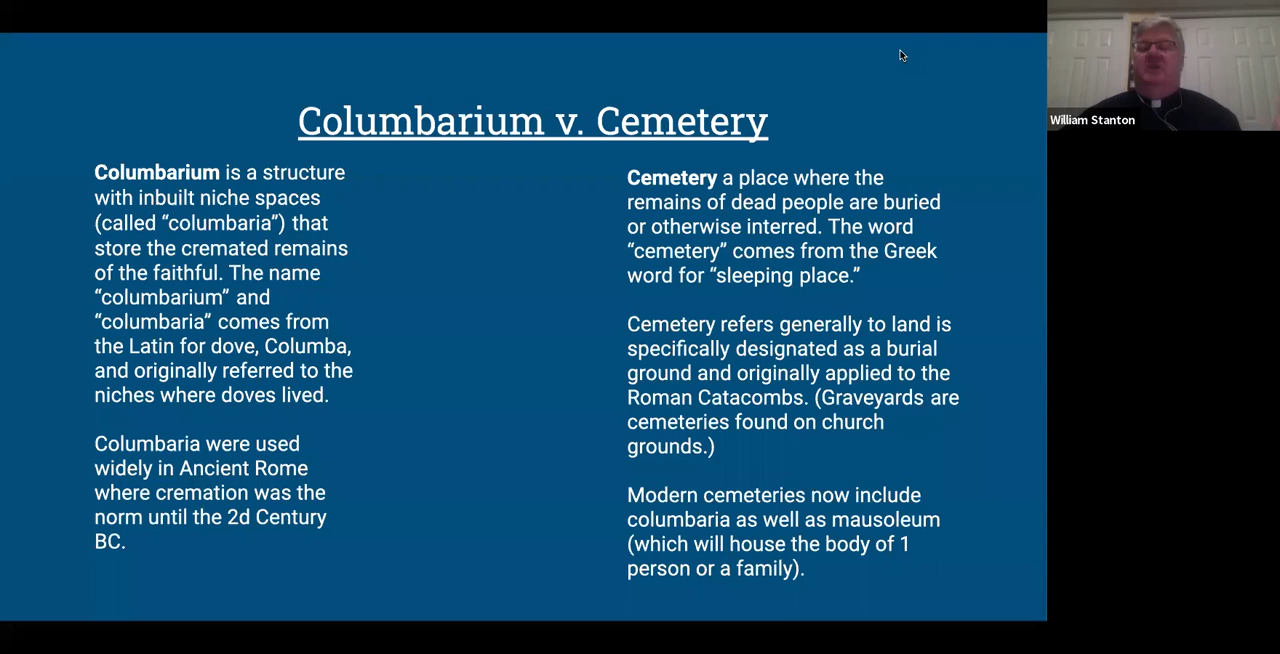 Columbarium v. Cemetery
Columbarium is a structure
with inbuilt niche spaces
(called “columbaria”) that
store the cremated remains
of the faithful. The name
“columbarium” and
“columbaria” comes from
the Latin for dove, Columba,
and originally referred to the
niches where doves lived.
Columbaria were used
widely in Ancient Rome
where cremation was the
norm until the 2d Century
BC.
Cemetery a place where the
remains of dead people are buried
or otherwise interred. The word
“cemetery” comes from the Greek
word for “sleeping place.”
Cemetery refers generally to land is
specifically designated as a burial
ground and originally applied to the
Roman Catacombs. (Graveyards are
cemeteries found on church
grounds.)
Modern cemeteries now include
columbaria as well as mausoleum
(which will house the body of 1
person or a family).
William Stanton